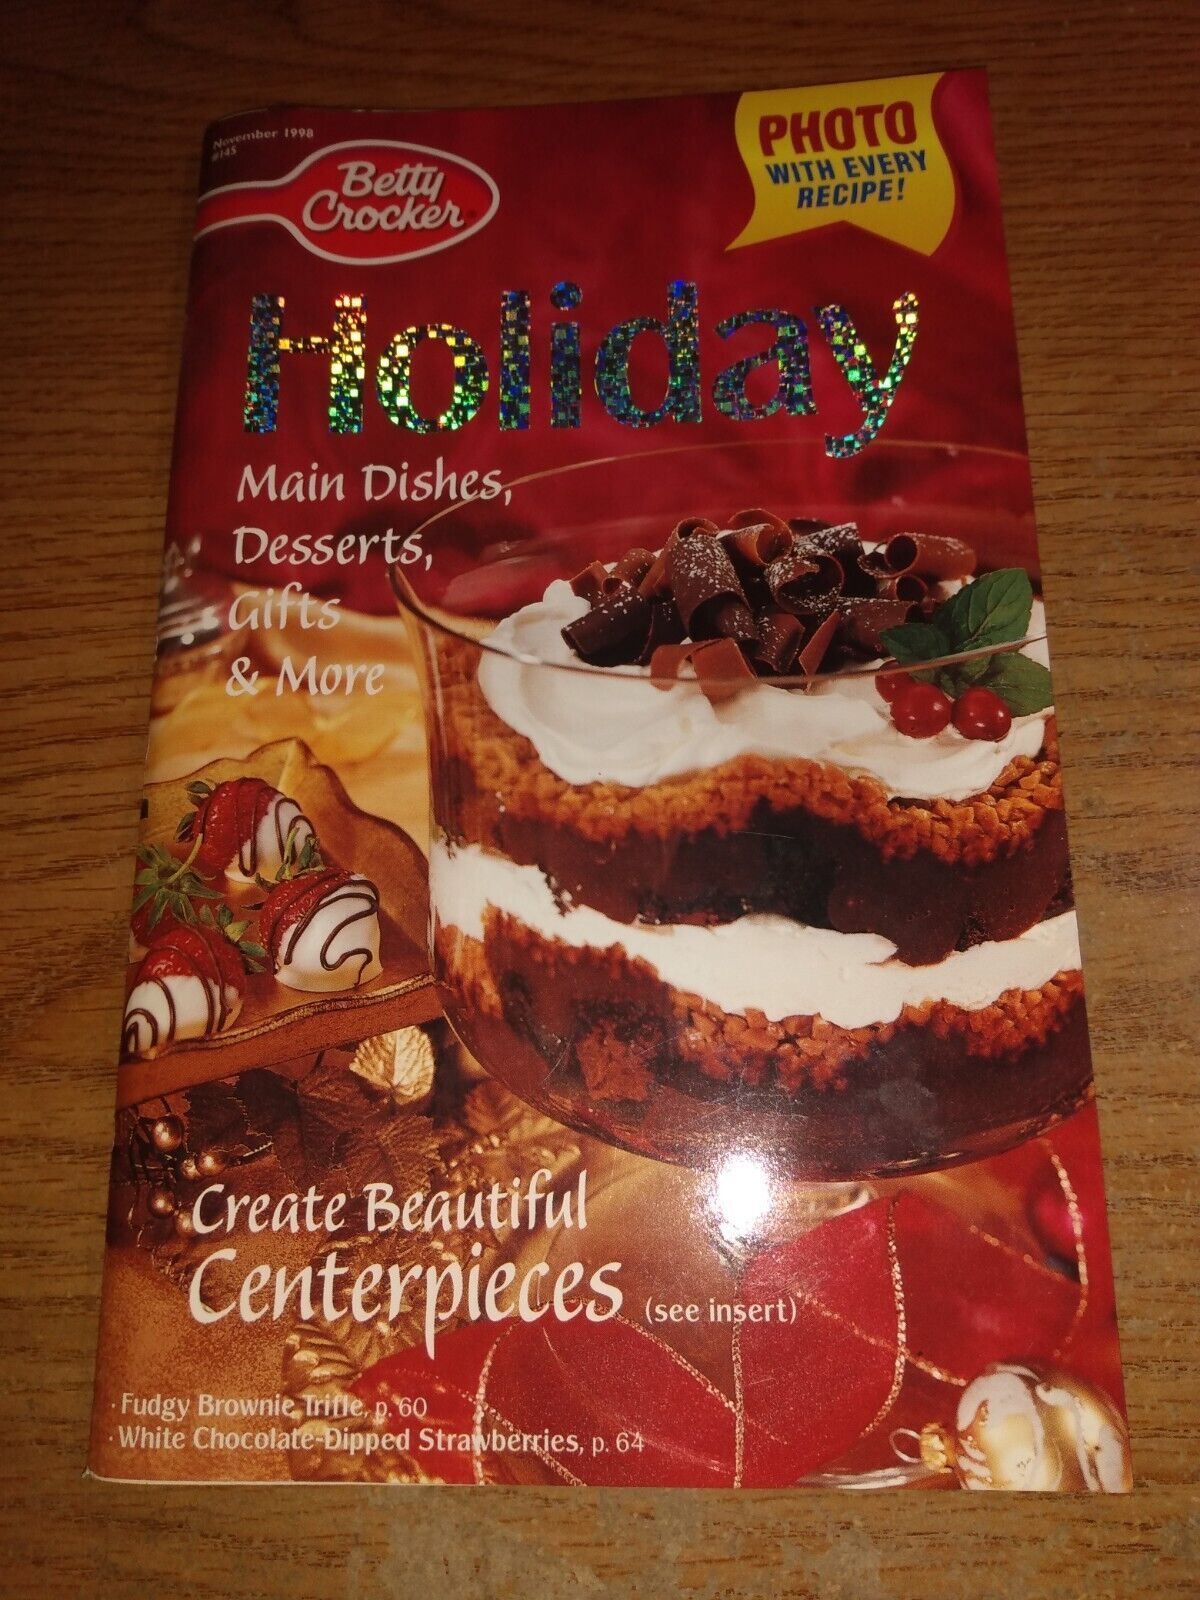 November 1998
#145
Betty
Crocker®
PHOTO
WITH EVERY
RECIPE!
Holiday
Main Dishes,
Desserts,
Gifts
& More
Create Beautiful
Centerpieces (see insert)
· Fudgy Brownie Trifle, p. 60
· White Chocolate-Dipped Strawberries, p. 64